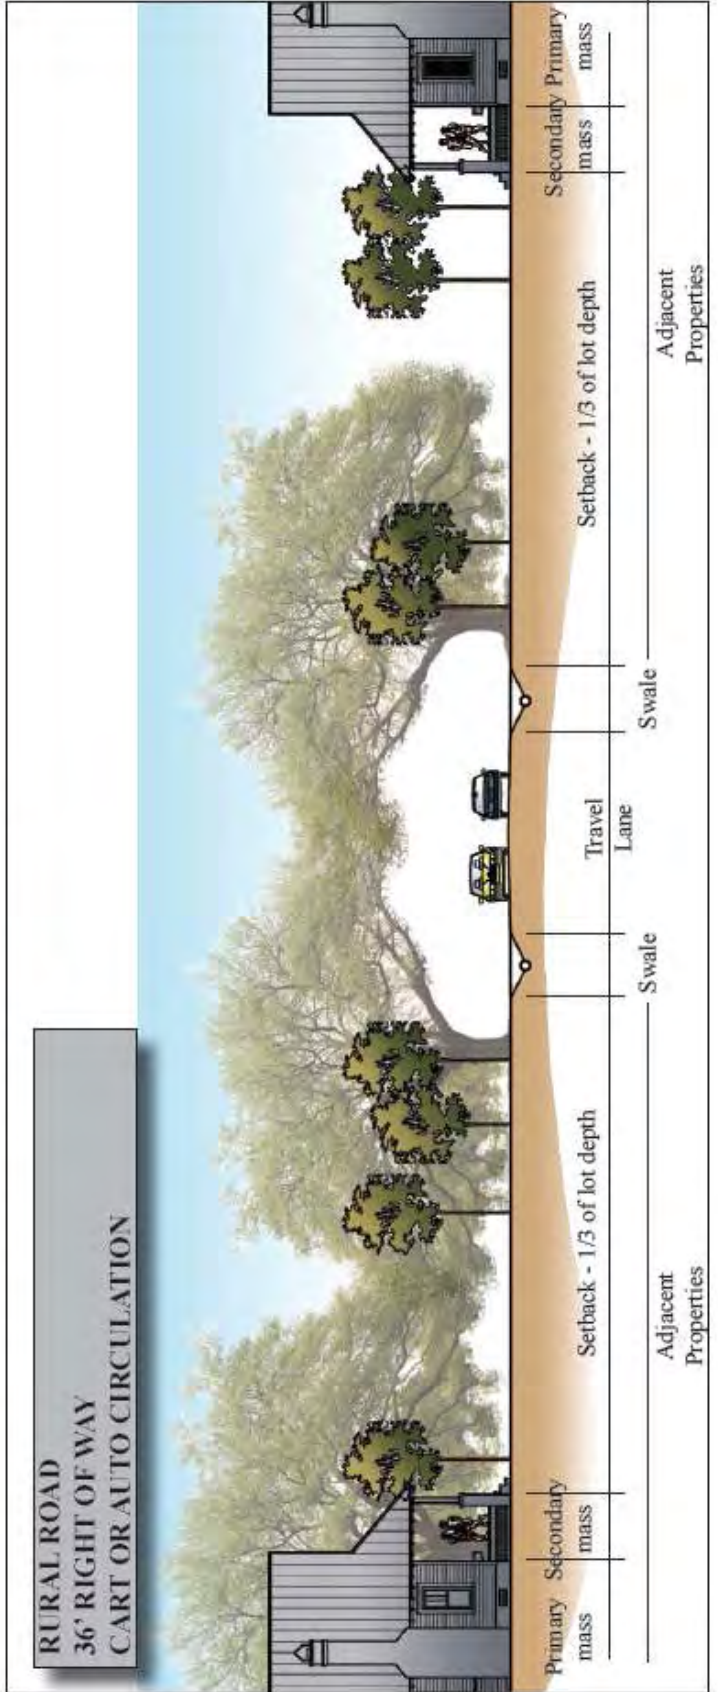 RURAL ROAD
36' RIGHT OF WAY
CART OR AUTO CIRCULATION
Primary
mass
Secondary
mass
Setback - 1/3 of lot depth
Travel
Lane
Setback - 1/3 of lot depth
Secondary
mass
Primary
mass
Adjacent
Properties
Swale
Swale
Adjacent
Properties